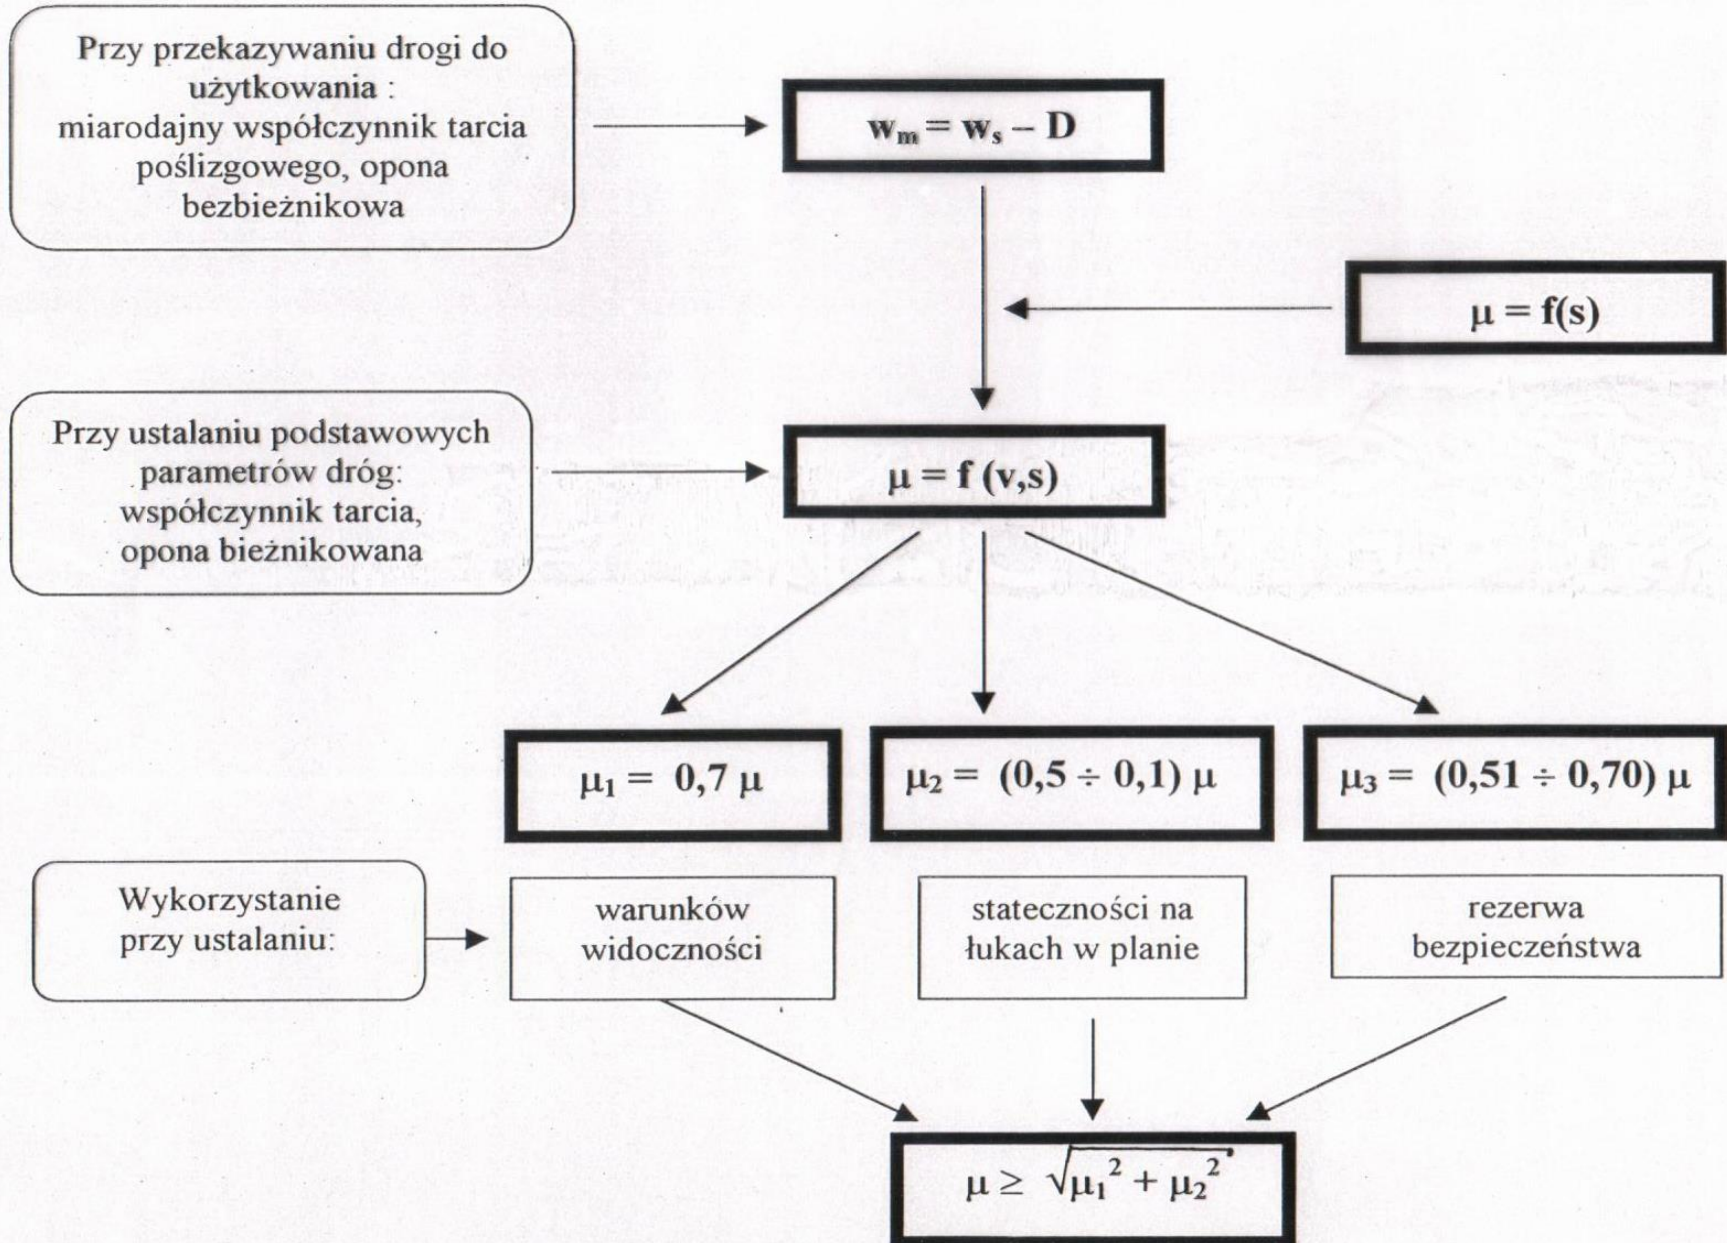 Przy przekazywaniu drogi do
użytkowania :
miarodajny współczynnik tarcia
poślizgowego, opona
bezbieżnikowa
wₘ = wₛ – D
μ = f(s)
Przy ustalaniu podstawowych
parametrów dróg:
współczynnik tarcia,
opona bieżnikowana
μ = f (v,s)
μ₁ = 0,7 μ
μ₂ = (0,5 ÷ 0,1) μ
μ₃ = (0,51 ÷ 0,70) μ
Wykorzystanie
przy ustalaniu:
warunków
widoczności
stateczności na
łukach w planie
rezerwa
bezpieczeństwa
μ ≥ √μ₁² + μ₂²